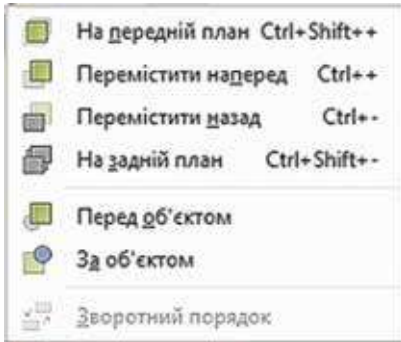 На передній план Ctrl+Shift++
Перемістити наперед Ctrl++
Перемістити назад Ctrl+-
На задній план Ctrl+Shift+-
Перед об'єктом
За об'єктом
Зворотний порядок